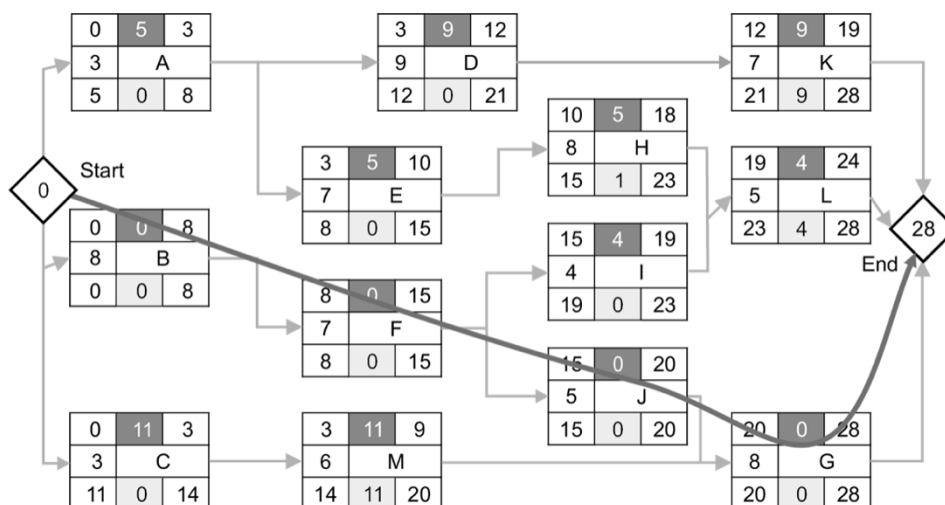 0 5 3
3 A
5 0 8
3 9 12
9 D
12 0 21
12 9 19
7 K
21 9 28
10 5 18
8 H
15 1 23
0
Start
3 5 10
7 E
8 0 15
19 4 24
5 L
23 4 28
0 0 8
8 B
0 0 8
15 4 19
4 I
19 0 23
28
End
8 0 15
7 F
8 0 15
15 0 20
5 J
15 0 20
0 11 3
3 C
11 0 14
3 11 9
6 M
14 11 20
20 0 28
8 G
20 0 28